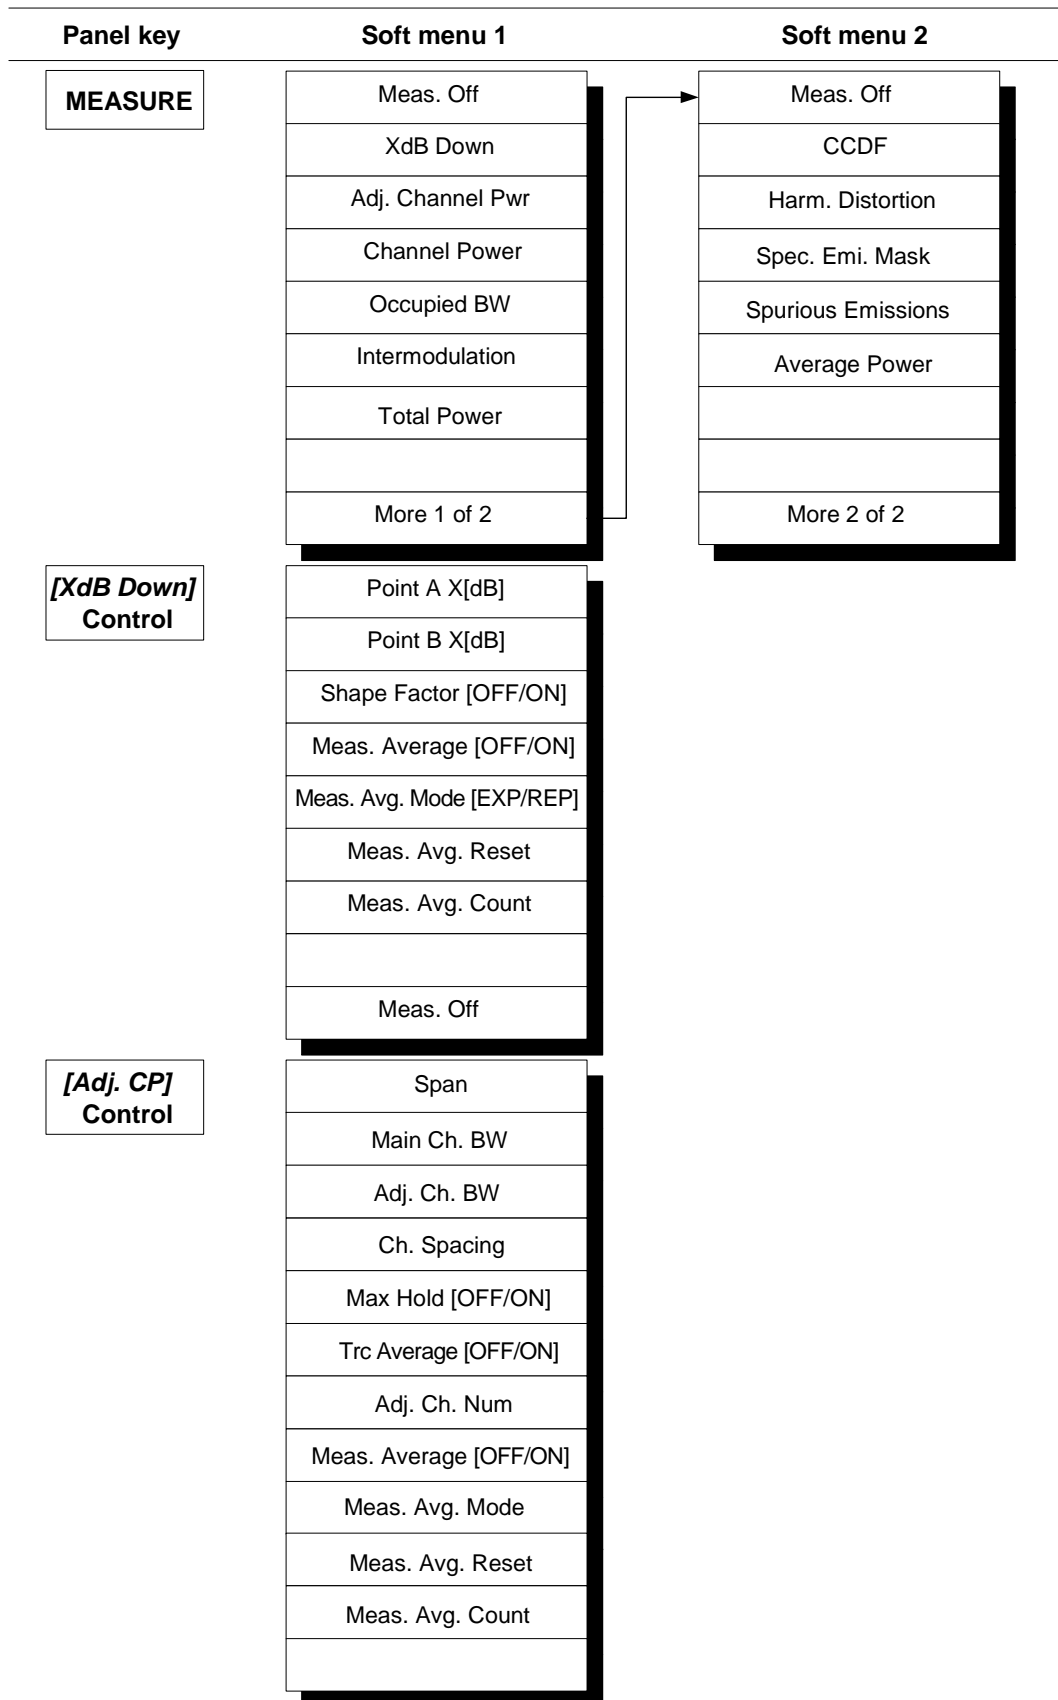 Panel key
Soft menu 1
Soft menu 2
MEASURE
Meas. Off
XdB Down
Adj. Channel Pwr
Channel Power
Occupied BW
Intermodulation
Total Power
More 1 of 2
Meas. Off
CCDF
Harm. Distortion
Spec. Emi. Mask
Spurious Emissions
Average Power
More 2 of 2
[XdB Down]
Control
Point A X[dB]
Point B X[dB]
Shape Factor [OFF/ON]
Meas. Average [OFF/ON]
Meas. Avg. Mode [EXP/REP]
Meas. Avg. Reset
Meas. Avg. Count
Meas. Off
[Adj. CP]
Control
Span
Main Ch. BW
Adj. Ch. BW
Ch. Spacing
Max Hold [OFF/ON]
Trc Average [OFF/ON]
Adj. Ch. Num
Meas. Average [OFF/ON]
Meas. Avg. Mode
Meas. Avg. Reset
Meas. Avg. Count